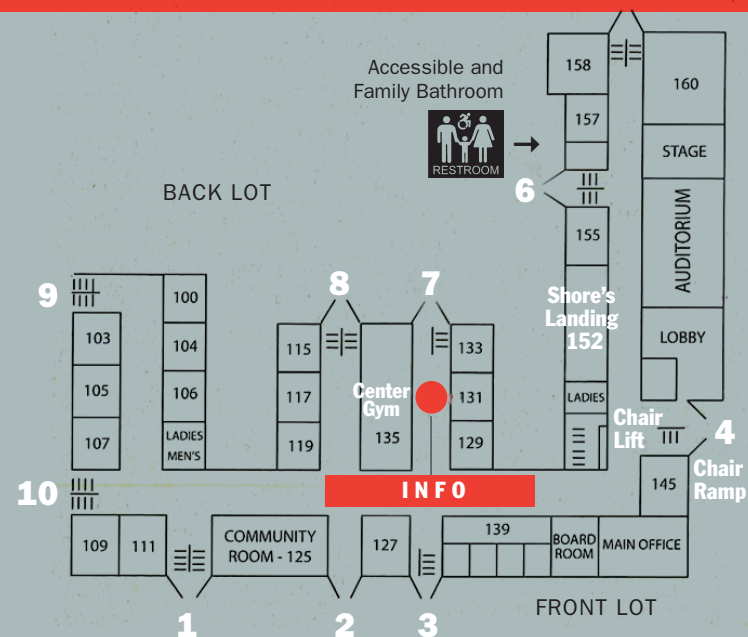 158
160
Accessible and
Family Bathroom
157
RESTROOM
STAGE
6
BACK LOT
155
AUDITORIUM
9
100
8
7
Shore's
Landing
152
103
104
115
133
LOBBY
105
106
117
Center
Gym
131
LADIES
107
LADIES
MEN'S
119
135
129
Chair
Lift
4
Chair
Ramp
10
INFO
145
109
111
COMMUNITY
ROOM - 125
127
139
BOARD
ROOM
MAIN OFFICE
1
2
3
FRONT LOT